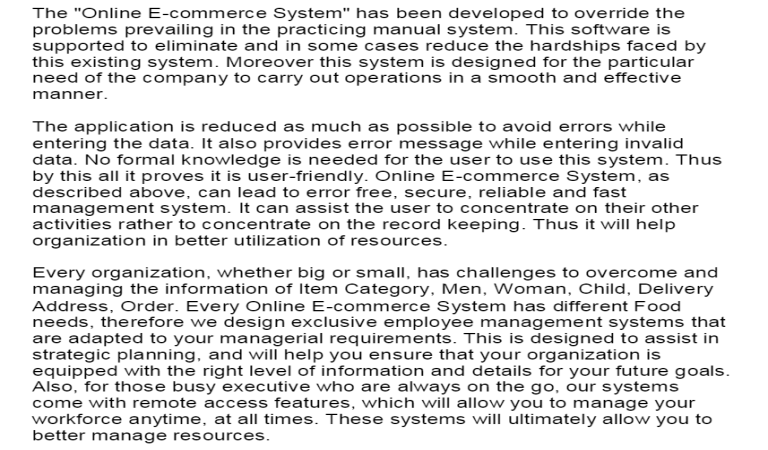 The "Online E-commerce System" has been developed to override the
problems prevailing in the practicing manual system. This software is
supported to eliminate and in some cases reduce the hardships faced by
this existing system. Moreover this system is designed for the particular
need of the company to carry out operations in a smooth and effective
manner.
The application is reduced as much as possible to avoid errors while
entering the data. It also provides error message while entering invalid
data. No formal knowledge is needed for the user to use this system. Thus
by this all it proves it is user-friendly. Online E-commerce System, as
described above, can lead to error free, secure, reliable and fast
management system. It can assist the user to concentrate on their other
activities rather to concentrate on the record keeping. Thus it will help
organization in better utilization of resources.
Every organization, whether big or small, has challenges to overcome and
managing the information of Item Category, Men, Woman, Child, Delivery
Address, Order. Every Online E-commerce System has different Food
needs, therefore we design exclusive employee management systems that
are adapted to your managerial requirements. This is designed to assist in
strategic planning, and will help you ensure that your organization is
equipped with the right level of information and details for your future goals.
Also, for those busy executive who are always on the go, our systems
come with remote access features, which will allow you to manage your
workforce anytime, at all times. These systems will ultimately allow you to
better manage resources.